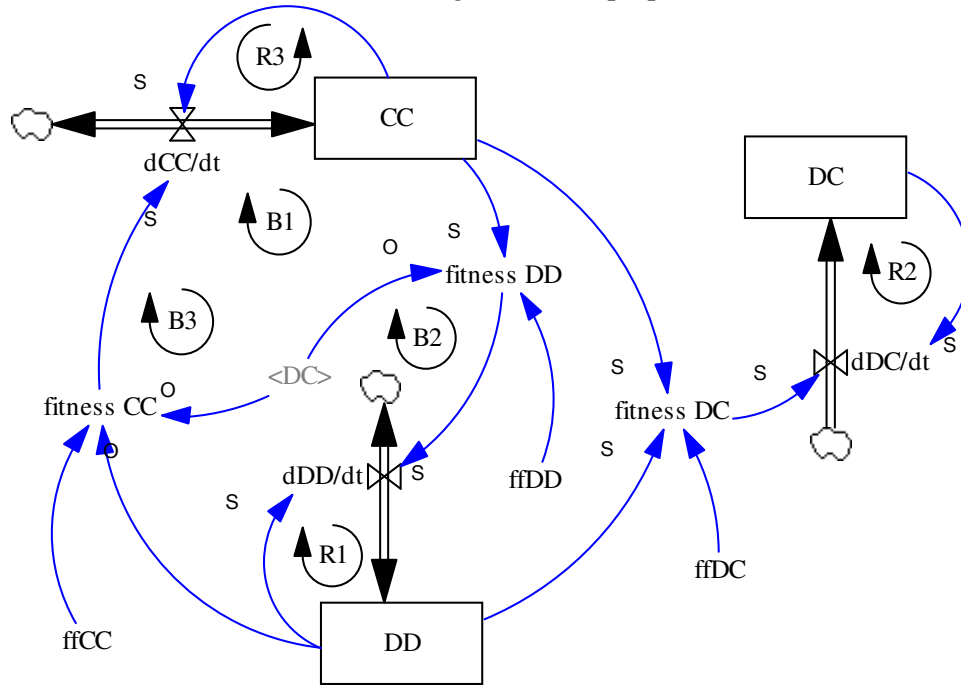 R3
S
CC
dCC/dt
DC
S
B1
O
S
fitness DD
R2
B3
B2
<DC>
S
dDC/dt
S
S
O
fitness CC
fitness DC
S
O
dDD/dt
S
ffDD
S
R1
ffDC
ffCC
DD